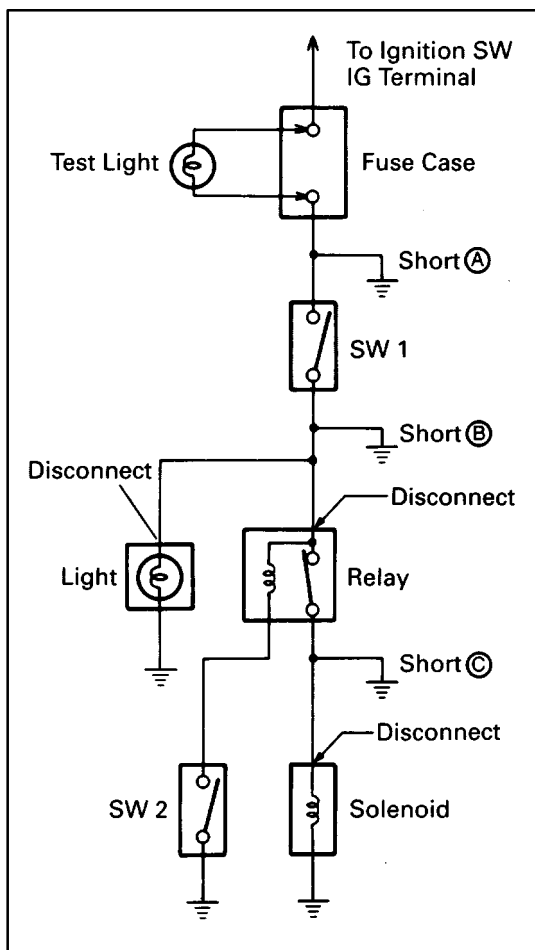 To Ignition SW
IG Terminal
Test Light
Fuse Case
Short Ⓐ
SW 1
Short Ⓑ
Disconnect
Disconnect
Light
Relay
Short Ⓒ
Disconnect
SW 2
Solenoid